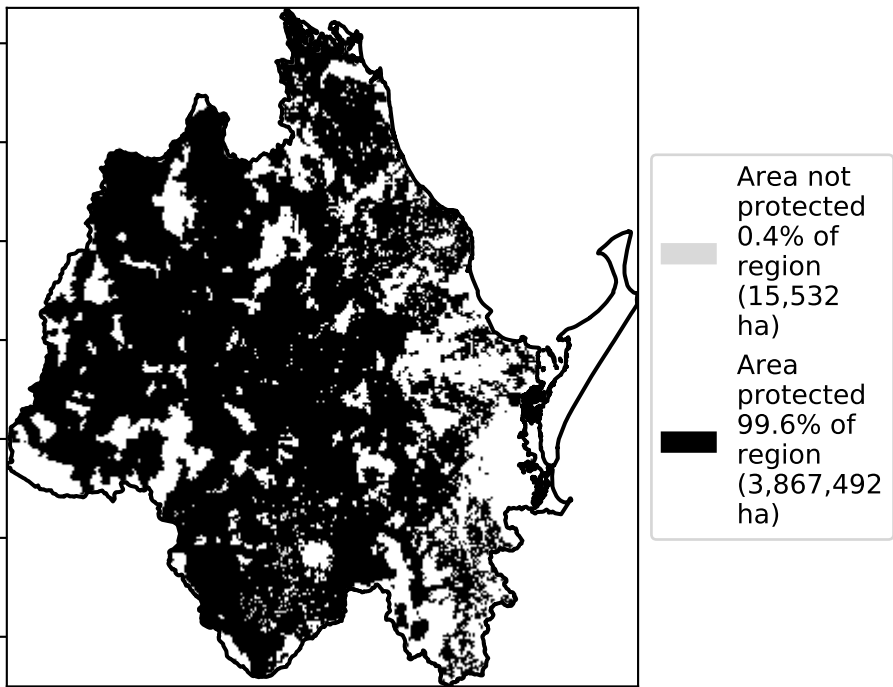 Area not
protected
0.4% of
region
(15,532
ha)
Area
protected
99.6% of
region
(3,867,492
ha)